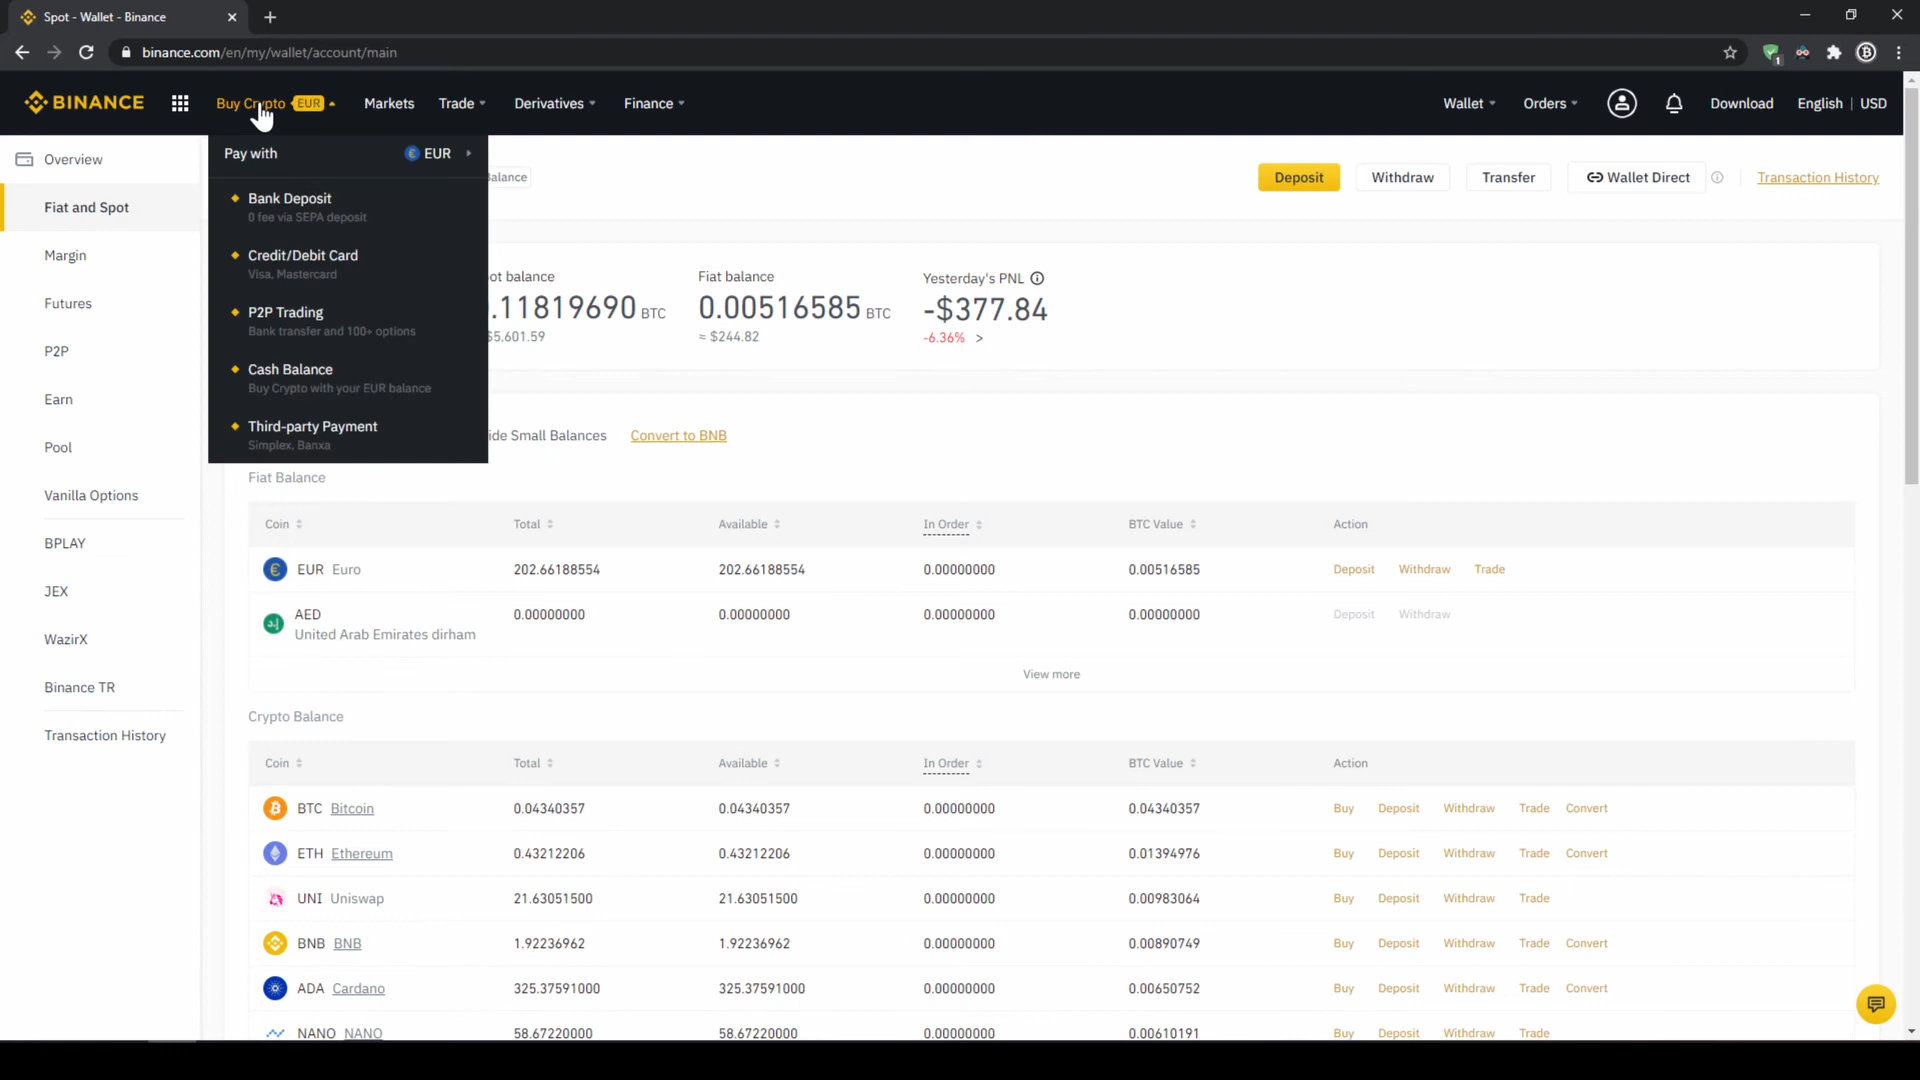 Spot - Wallet - Binance
binance.com/en/my/wallet/account/main
1
BINANCE Buy Crypto EUR Markets Trade Derivatives Finance Wallet Orders Download English | USD
Overview
Fiat and Spot
Margin
Futures
P2P
Earn
Pool
Vanilla Options
BPLAY
JEX
WazirX
Binance TR
Transaction History
Pay with EUR
Bank Deposit
0 fee via SEPA deposit
Credit/Debit Card
Visa, Mastercard
P2P Trading
Bank transfer and 100+ options
Cash Balance
Buy Crypto with your EUR balance
Third-party Payment
Simplex, Banxa
Deposit Withdraw Transfer Wallet Direct Transaction History
balance Fiat balance Yesterday's PNL
.11819690 BTC 0.00516585 BTC -$377.84
$5,601.59 ≈ $244.82 -6.36% >
Small Balances Convert to BNB
Fiat Balance
Coin Total Available In Order BTC Value Action
EUR Euro 202.66188554 202.66188554 0.00000000 0.00516585 Deposit Withdraw Trade
AED 0.00000000 0.00000000 0.00000000 0.00000000 Deposit Withdraw
United Arab Emirates dirham
View more
Crypto Balance
Coin Total Available In Order BTC Value Action
BTC Bitcoin 0.04340357 0.04340357 0.00000000 0.04340357 Buy Deposit Withdraw Trade Convert
ETH Ethereum 0.43212206 0.43212206 0.00000000 0.01394976 Buy Deposit Withdraw Trade Convert
UNI Uniswap 21.63051500 21.63051500 0.00000000 0.00983064 Buy Deposit Withdraw Trade
BNB BNB 1.92236962 1.92236962 0.00000000 0.00890749 Buy Deposit Withdraw Trade Convert
ADA Cardano 325.37591000 325.37591000 0.00000000 0.00650752 Buy Deposit Withdraw Trade Convert
NANO NANO 58.67220000 58.67220000 0.00000000 0.00610191 Buy Deposit Withdraw Trade